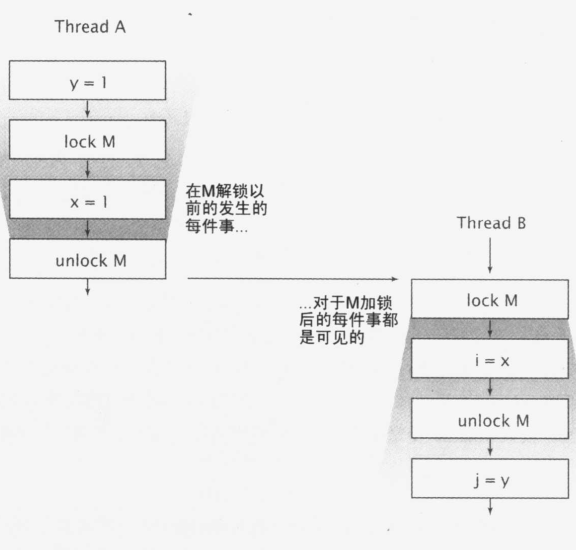 Thread A
y = 1
lock M
x = 1
unlock M
在M解锁以
前的发生的
每件事...
Thread B
...对于M加锁
后的每件事都
是可见的
lock M
i = x
unlock M
j = y